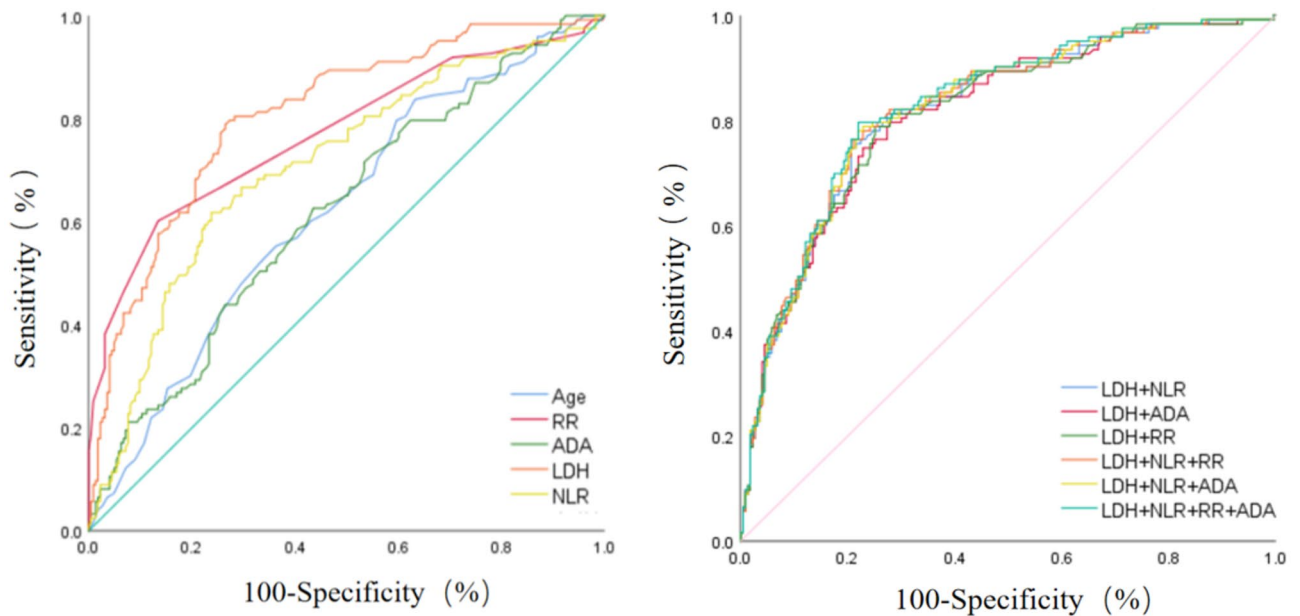 1.0
0.8
0.6
0.4
0.2
0.0
Sensitivity ( % )
0.0 0.2 0.4 0.6 0.8 1.0
100-Specificity (%)
Age
RR
ADA
LDH
NLR
1.0
0.8
0.6
0.4
0.2
0.0
Sensitivity ( % )
0.0 0.2 0.4 0.6 0.8 1.0
100-Specificity (%)
LDH+NLR
LDH+ADA
LDH+RR
LDH+NLR+RR
LDH+NLR+ADA
LDH+NLR+RR+ADA